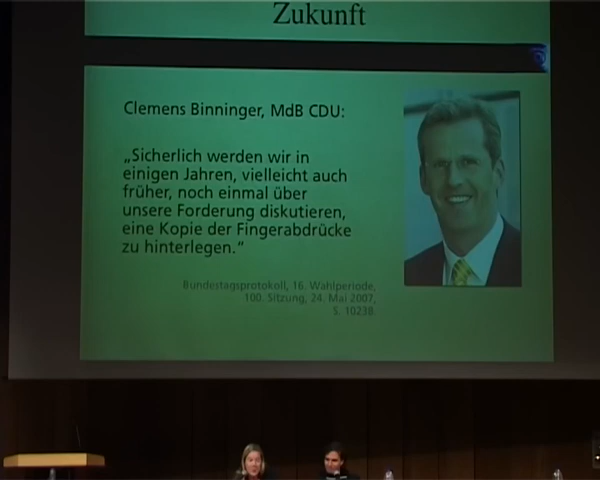 Zukunft
Clemens Binninger, MdB CDU:
„Sicherlich werden wir in
einigen Jahren, vielleicht auch
früher, noch einmal über
unsere Forderung diskutieren,
eine Kopie der Fingerabdrücke
zu hinterlegen.“
Bundestagsprotokoll, 16. Wahlperiode,
100. Sitzung, 24. Mai 2007,
S. 10238.